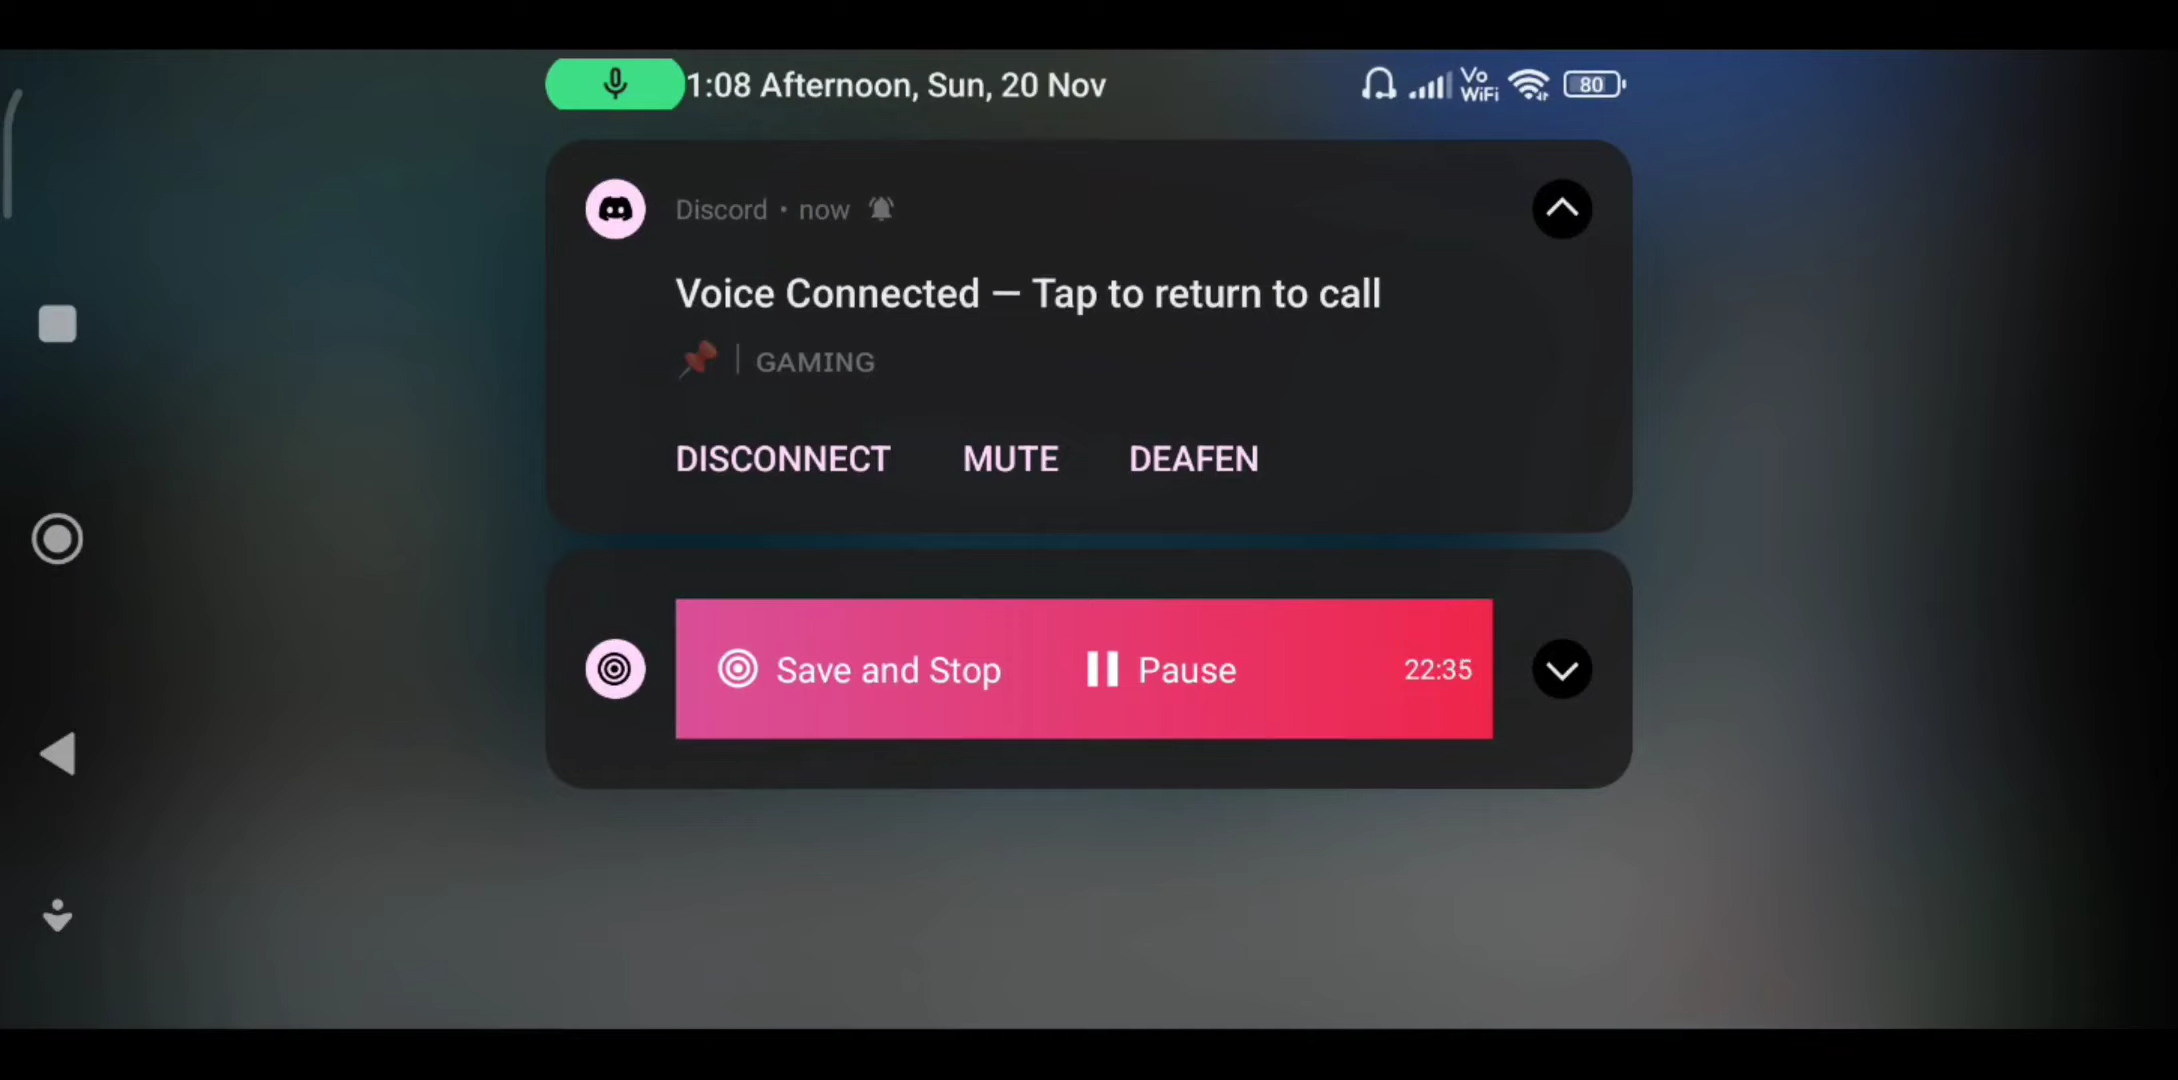 1:08 Afternoon, Sun, 20 Nov
Vo
WiFi
80
Discord • now
Voice Connected — Tap to return to call
📌 | GAMING
DISCONNECT MUTE DEAFEN
Save and Stop Pause 22:35